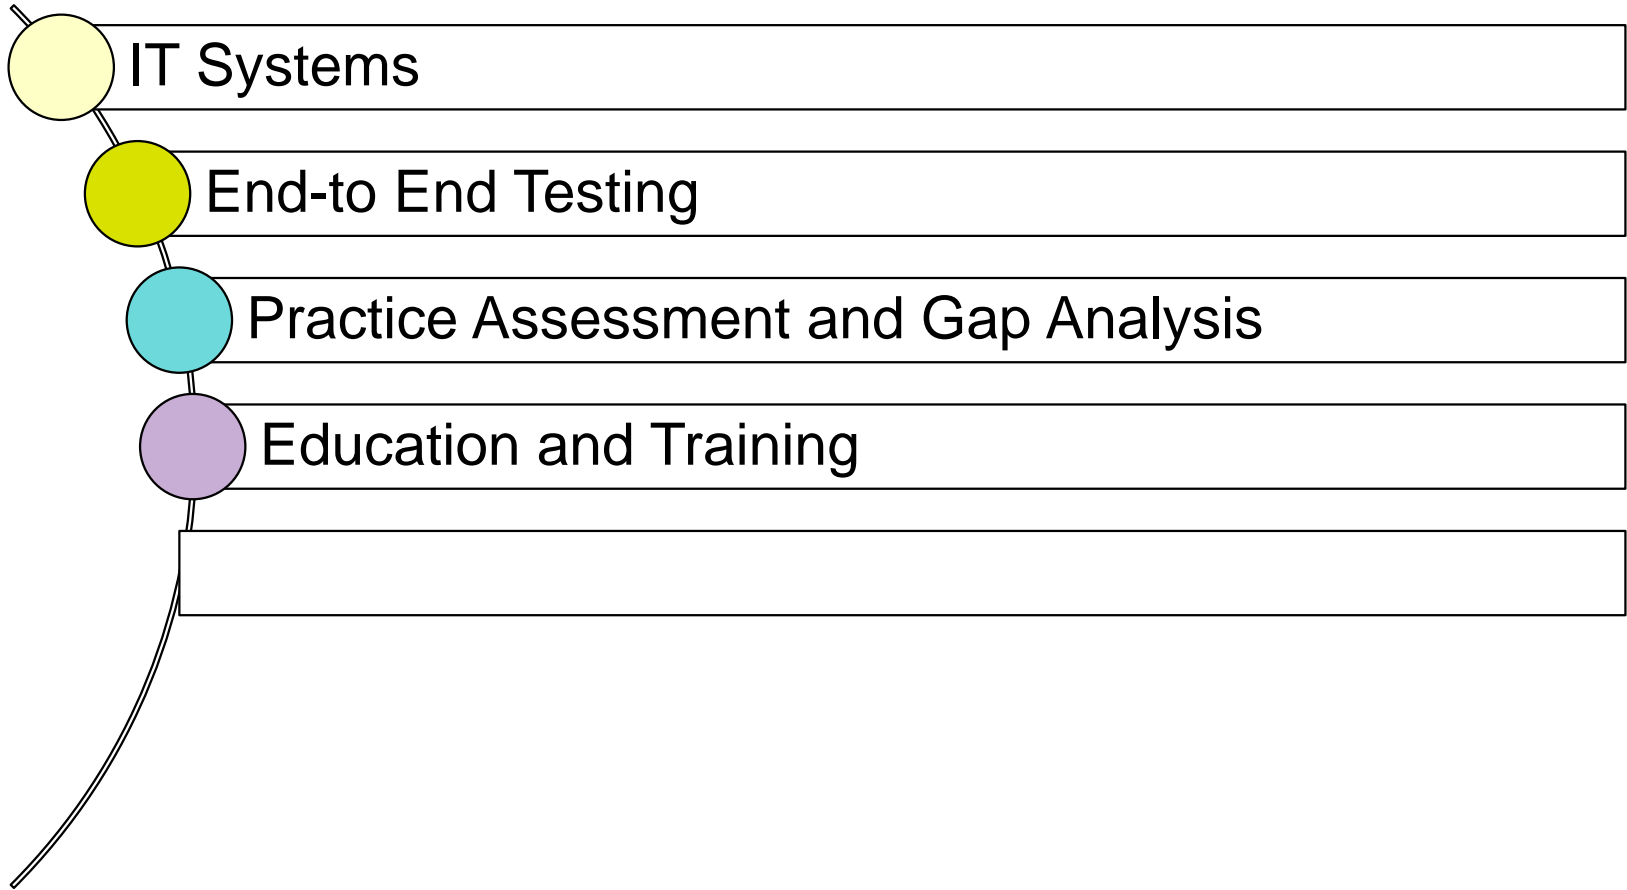 IT Systems
End-to End Testing
Practice Assessment and Gap Analysis
Education and Training